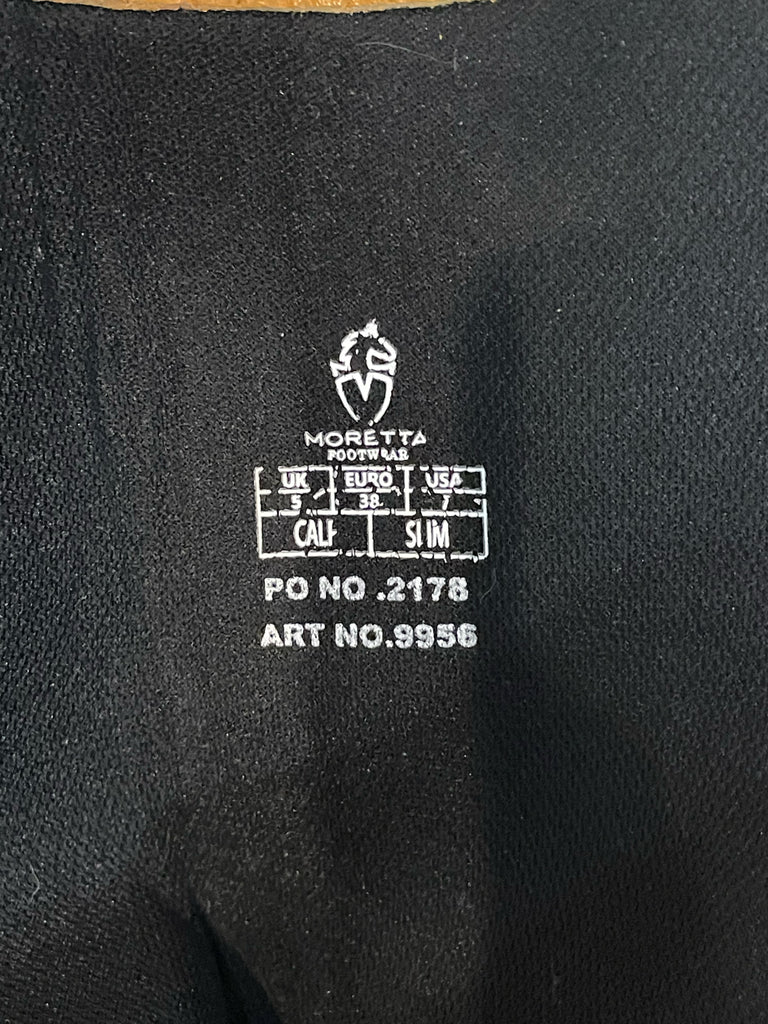 MORETTA
FOOTWEAR
UK EURO USA
5 38 7
CALF SLIM
PO NO .2178
ART NO.9956